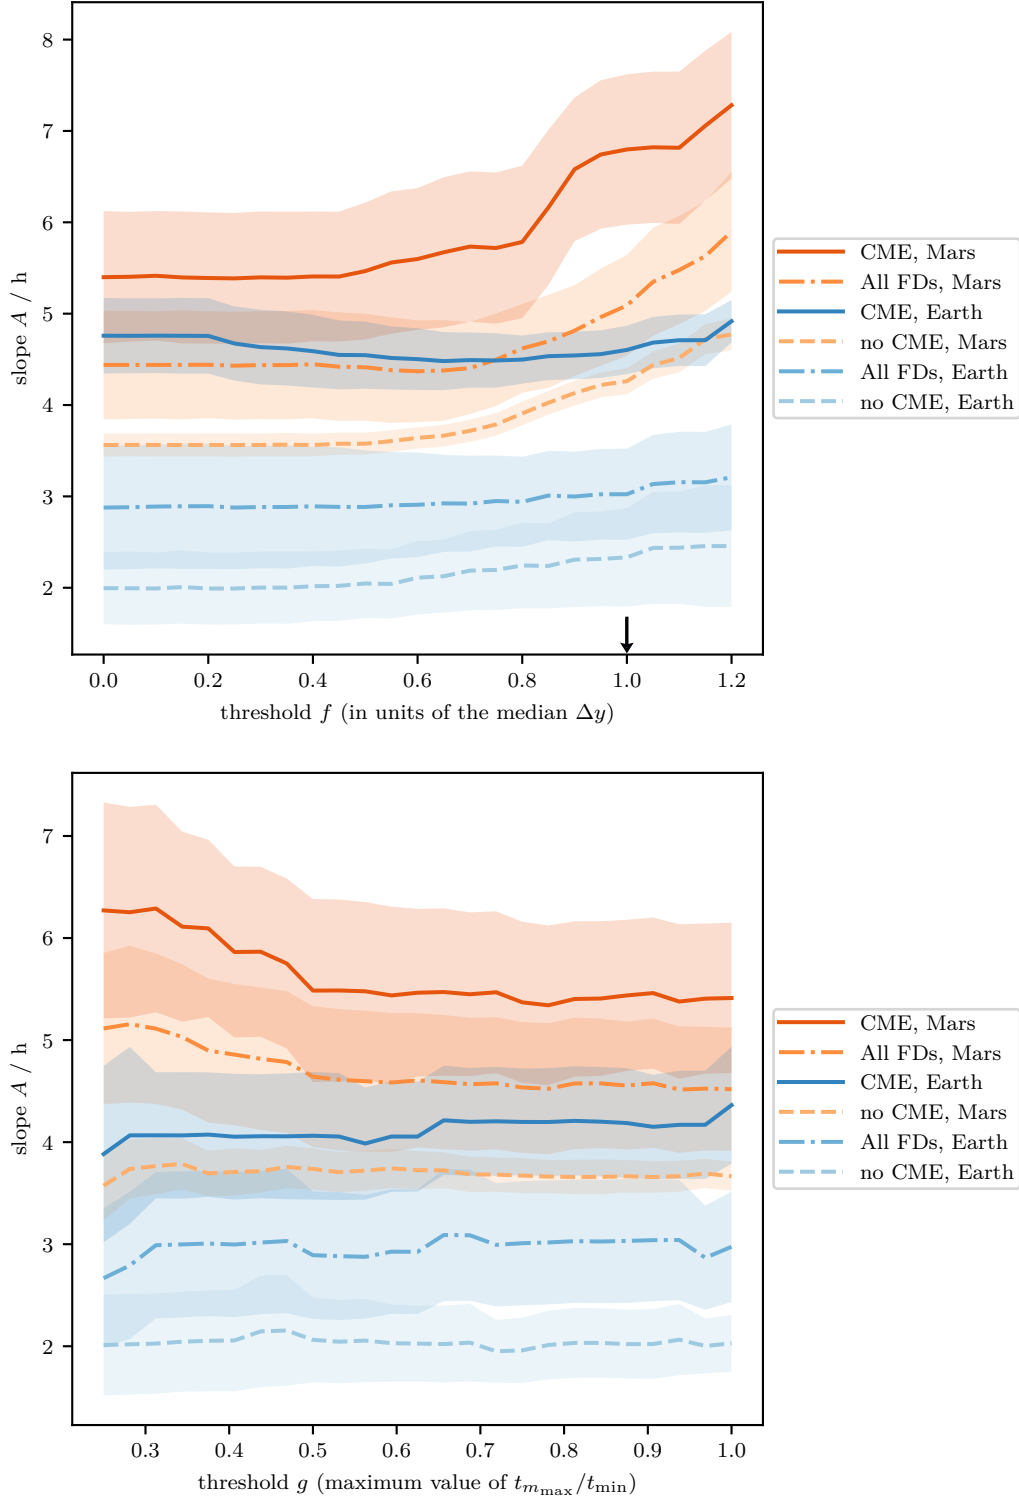 8
7
6
5
4
3
2
slope A / h
0.0 0.2 0.4 0.6 0.8 1.0 1.2
threshold f (in units of the median Δy)
CME, Mars
All FDs, Mars
CME, Earth
no CME, Mars
All FDs, Earth
no CME, Earth
7
6
5
4
3
2
slope A / h
0.3 0.4 0.5 0.6 0.7 0.8 0.9 1.0
threshold g (maximum value of t_{m_max}/t_min)
CME, Mars
All FDs, Mars
CME, Earth
no CME, Mars
All FDs, Earth
no CME, Earth